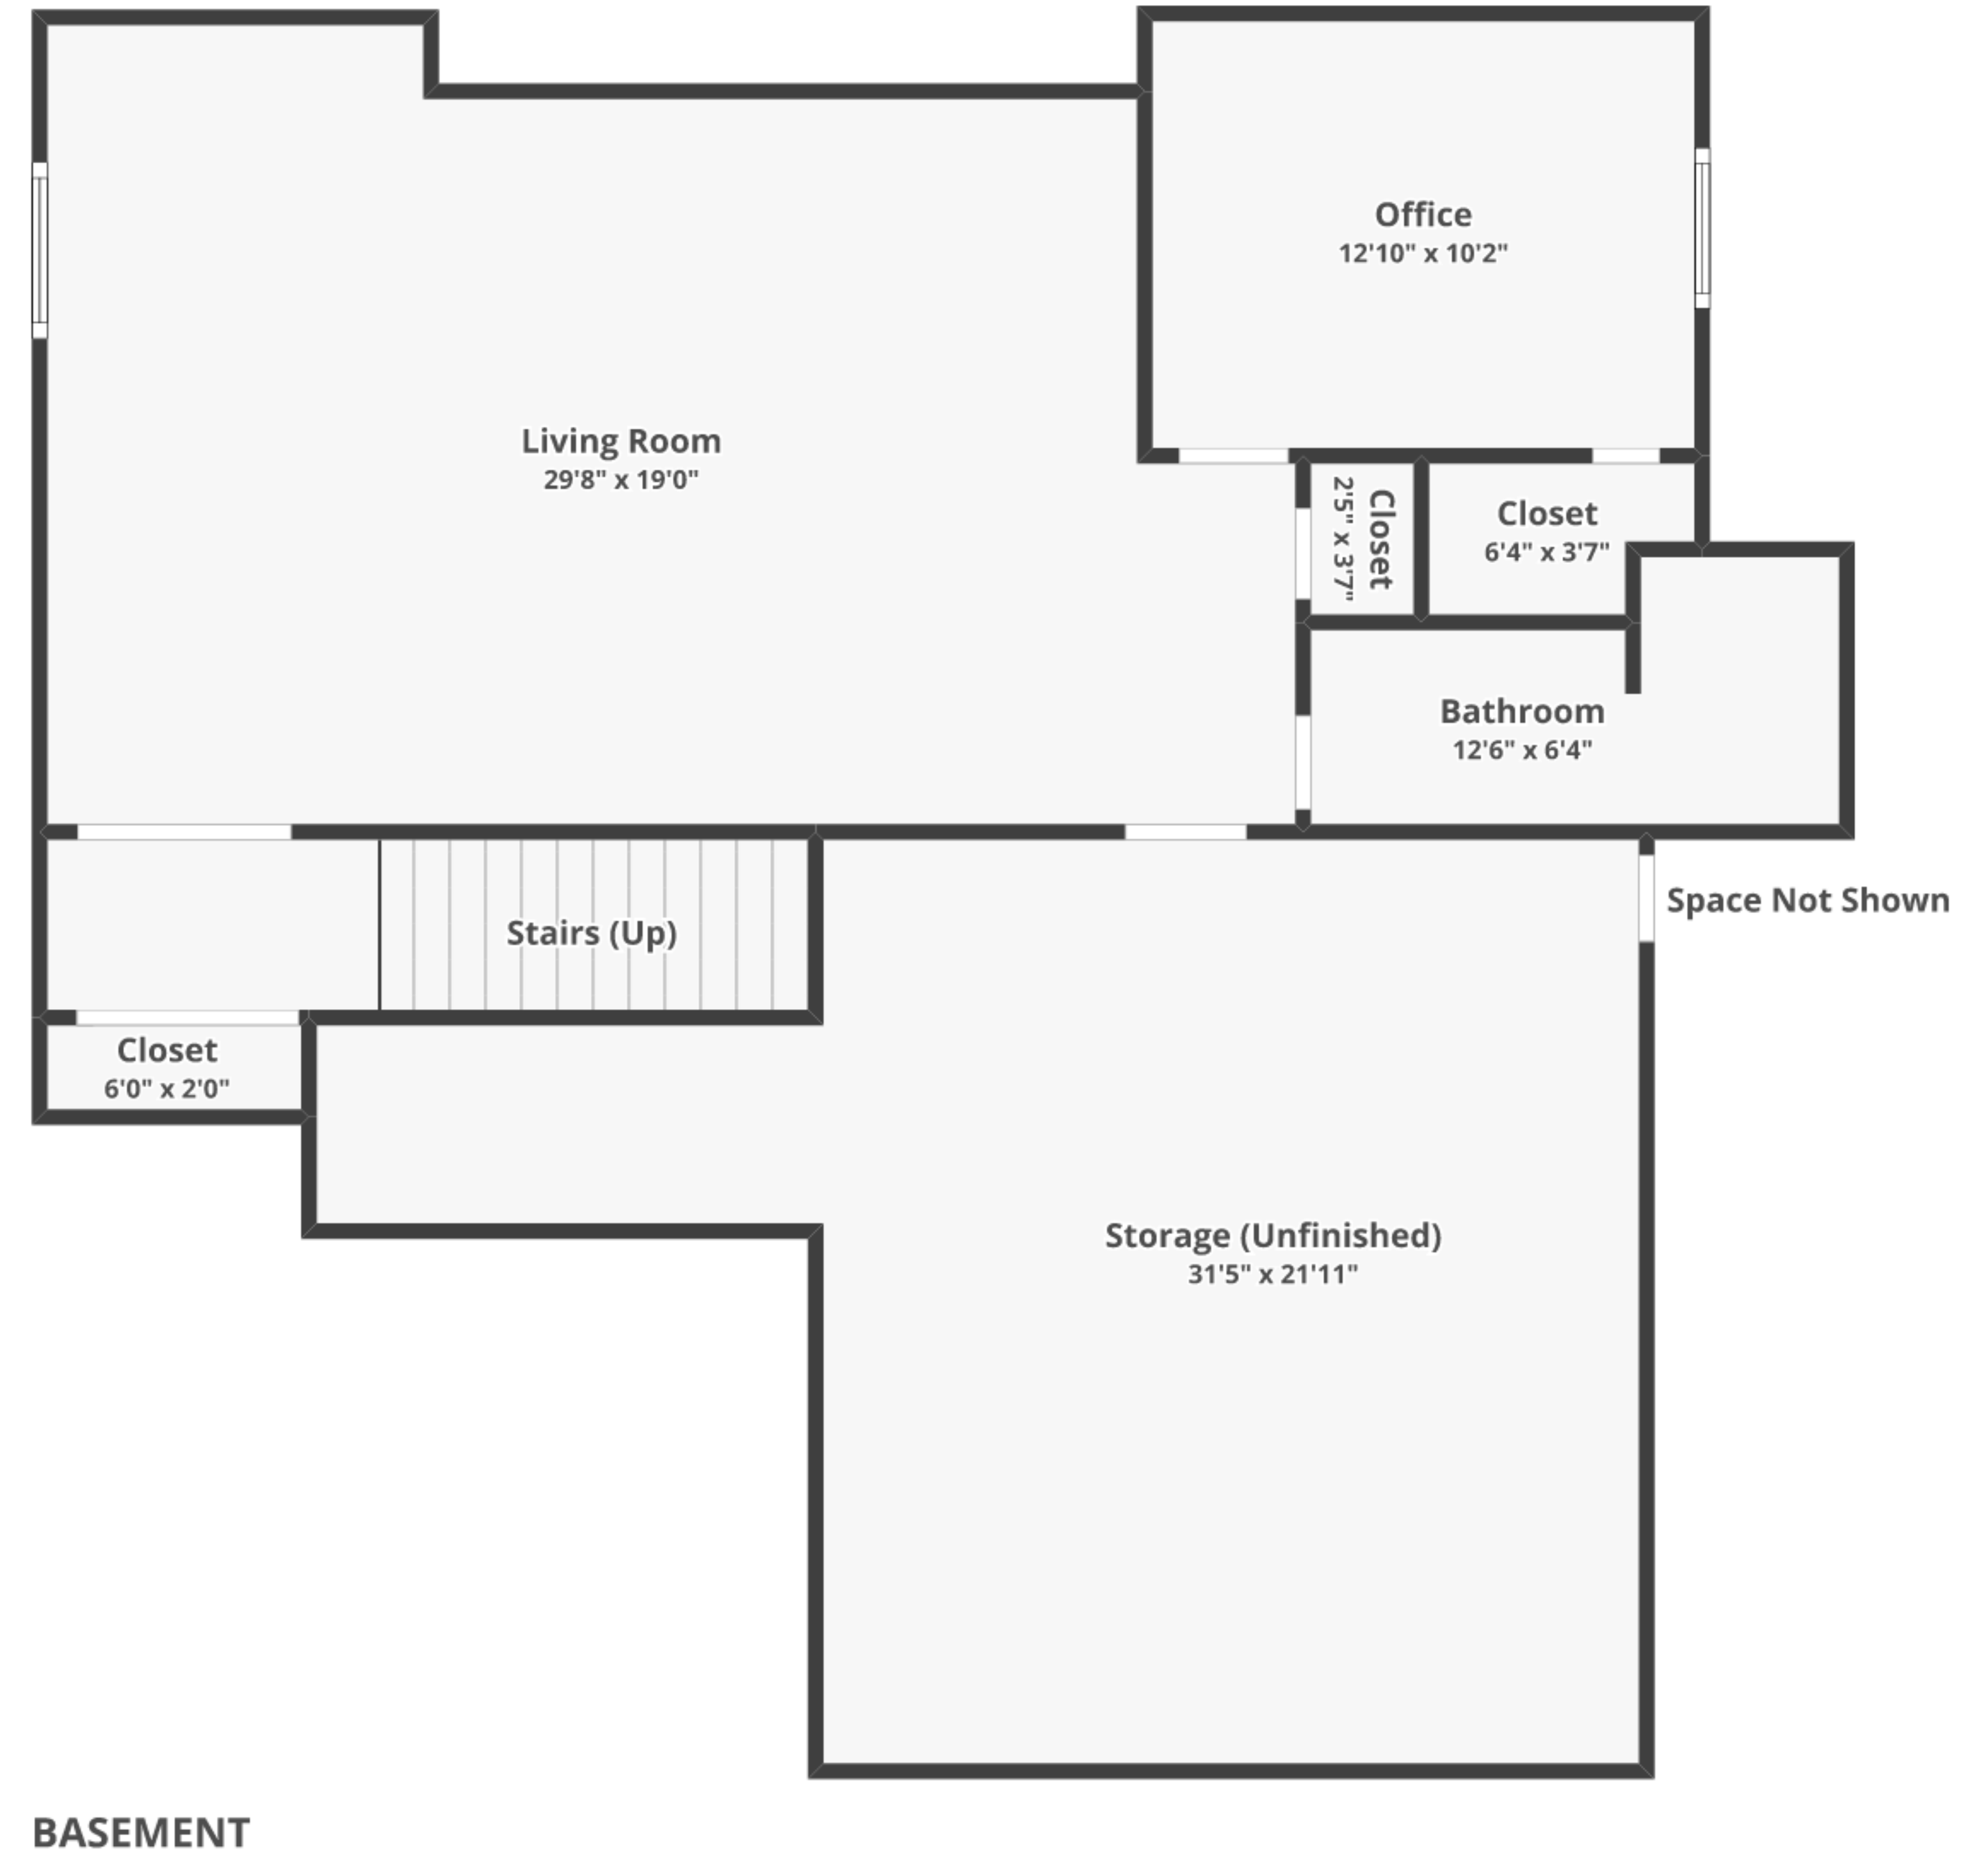 Office
12'10" x 10'2"
Living Room
29'8" x 19'0"
Closet
2'5" x 3'7"
Closet
6'4" x 3'7"
Bathroom
12'6" x 6'4"
Space Not Shown
Stairs (Up)
Closet
6'0" x 2'0"
Storage (Unfinished)
31'5" x 21'11"
BASEMENT